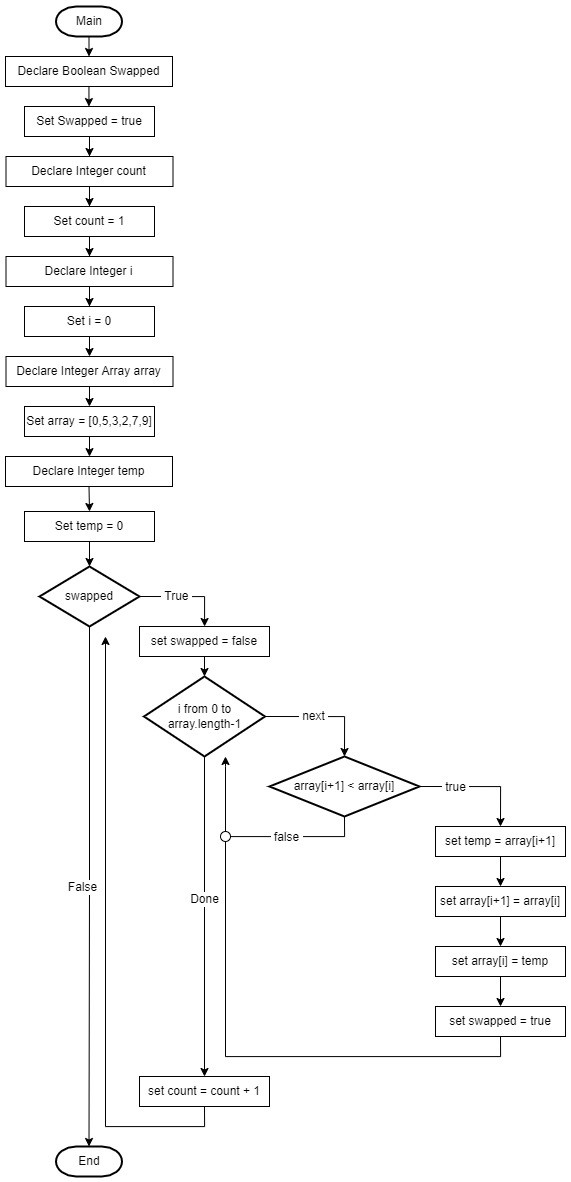 Main
Declare Boolean Swapped
Set Swapped = true
Declare Integer count
Set count = 1
Declare Integer i
Set i = 0
Declare Integer Array array
Set array = [0,5,3,2,7,9]
Declare Integer temp
Set temp = 0
swapped
True
set swapped = false
i from 0 to
array.length-1
next
array[i+1] < array[i]
true
false
set temp = array[i+1]
set array[i+1] = array[i]
set array[i] = temp
set swapped = true
False
Done
set count = count + 1
End